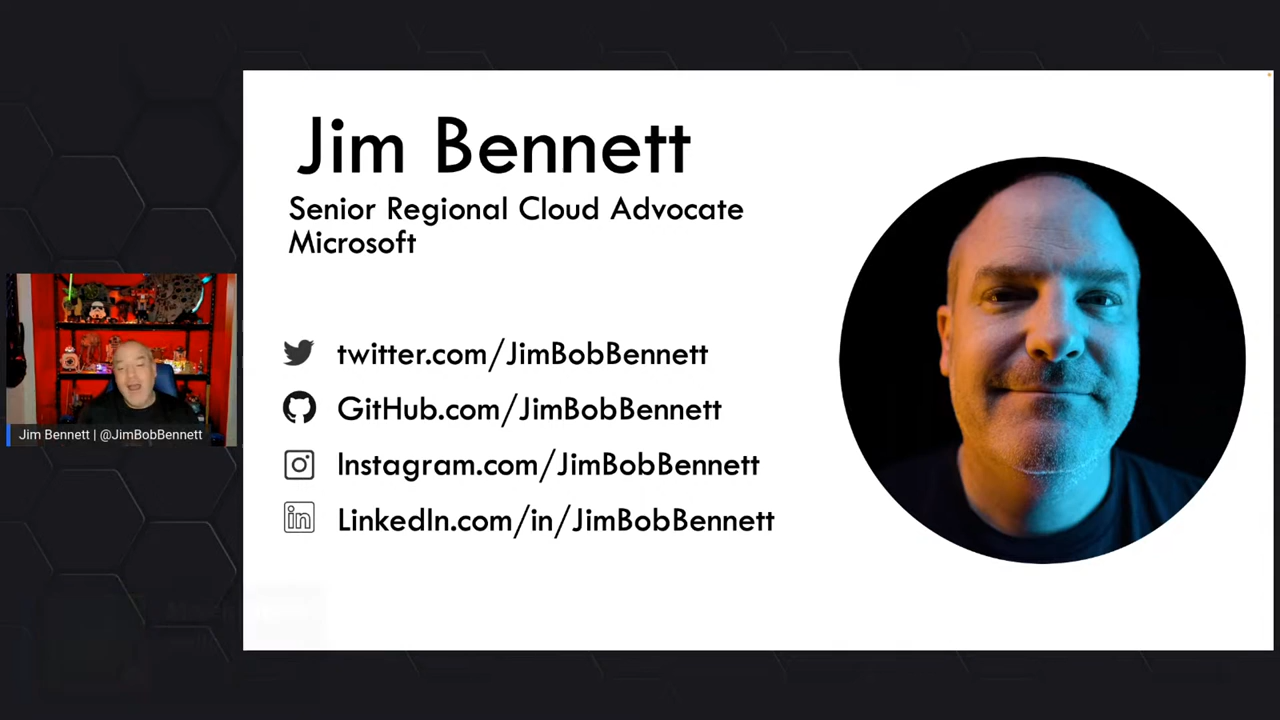 Jim Bennett
Senior Regional Cloud Advocate
Microsoft
twitter.com/JimBobBennett
GitHub.com/JimBobBennett
Instagram.com/JimBobBennett
LinkedIn.com/in/JimBobBennett
Jim Bennett | @JimBobBennett